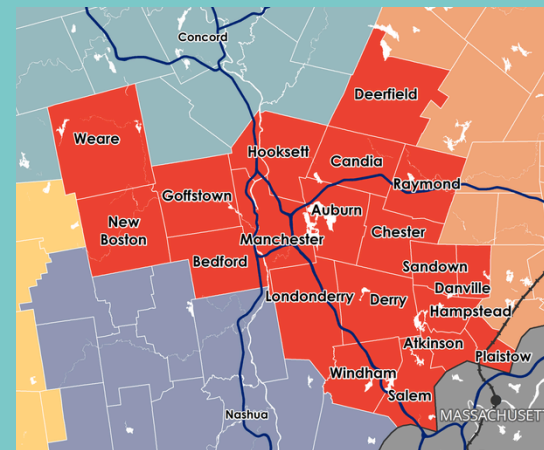 Concord
Deerfield
Weare
Hooksett
Candia
Raymond
Goffstown
Auburn
New
Boston
Manchester
Chester
Bedford
Sandown
Danville
Londonderry
Derry
Hampstead
Atkinson
Plaistow
Windham
Salem
Nashua
MASSACHUSETT